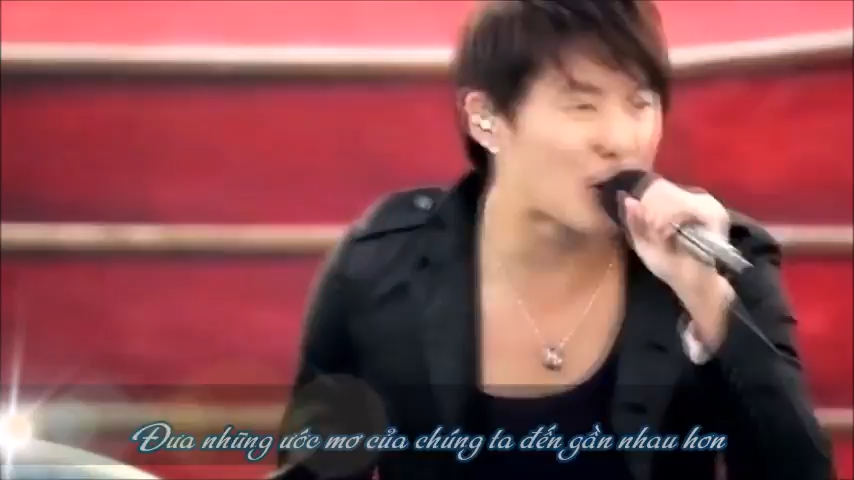 Đưa những ước mơ của chúng ta đến gần nhau hơn